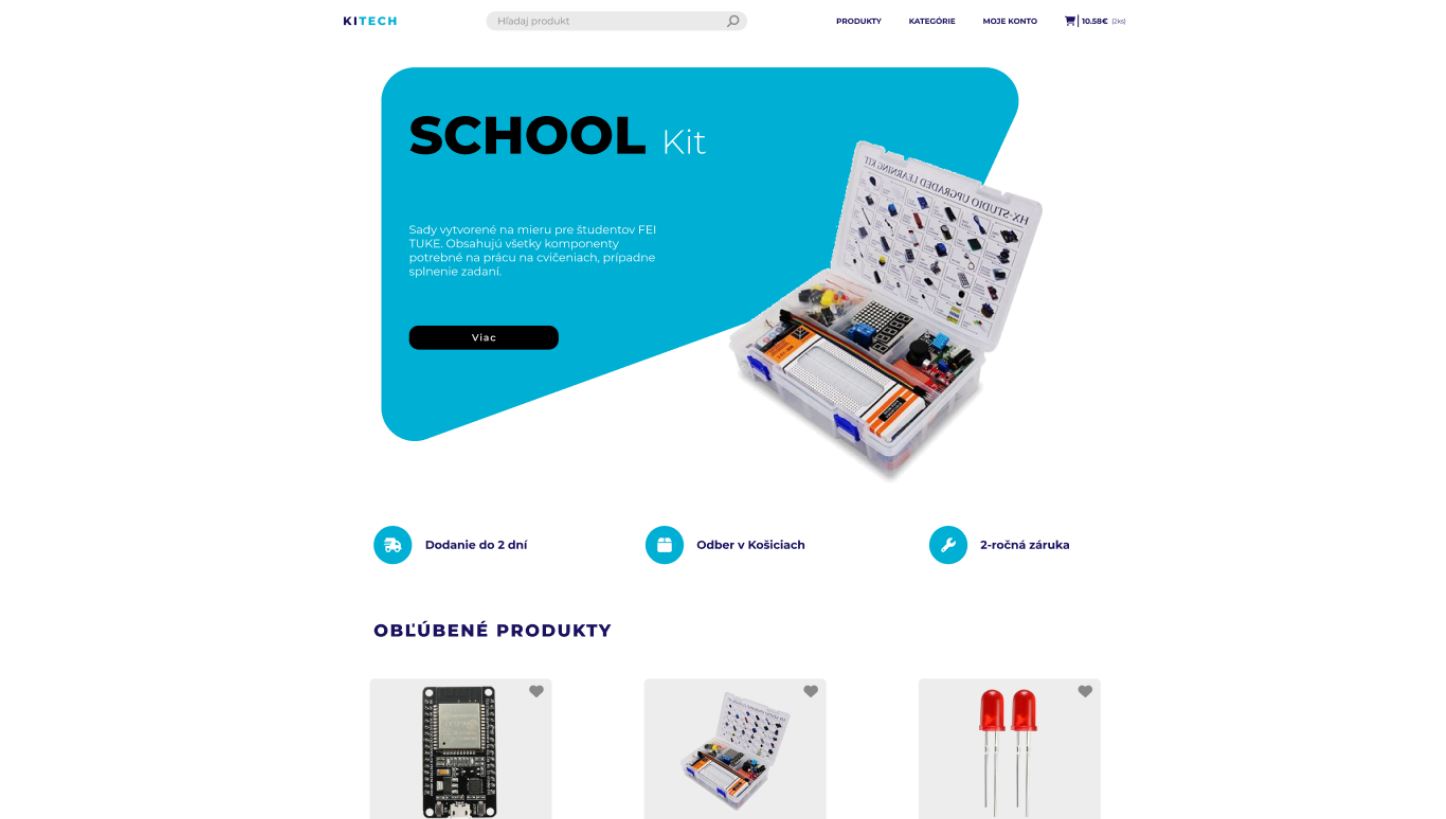 KITECH
Hľadaj produkt
PRODUKTY
KATEGÓRIE
MOJE KONTO
10.58€ (2ks)
SCHOOL Kit
HX-STUDIO UPGRADED LEARNING KIT
Sady vytvorené na mieru pre študentov FEI
TUKE. Obsahujú všetky komponenty
potrebné na prácu na cvičeniach, prípadne
splnenie zadaní.
Viac
Dodanie do 2 dní
Odber v Košiciach
2-ročná záruka
OBĽÚBENÉ PRODUKTY